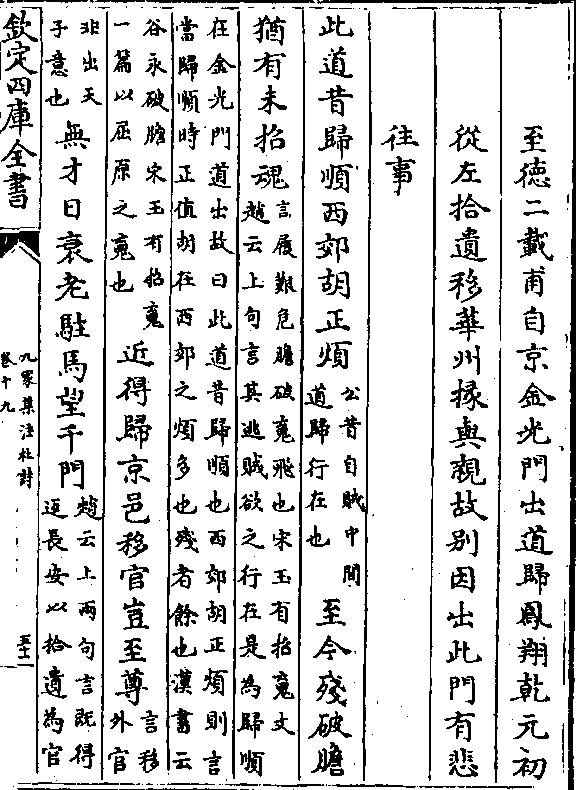 至德二載甫自京金光門出道歸鳳翔乾元初
從左拾遺移華州掾與親故別因出此門有悲
往事
此道昔歸順西郊胡正煩公昔自賊中間道歸行在也至今殘破膽
猶有未招魂言履艱危膽破䰟飛也宋玉有招䰟文趙云上句言其逃賊欲之行在是為歸順
在金光門道出故曰此道昔歸順也西郊胡正煩則言當歸順時正值胡在西郊之煩多也殘者餘也漢書云
谷永破膽宋玉有招䰟一篇以屈原之䰟也近得歸京邑移官豈至尊言移外官
非出天子意也無才日衰老駐馬望千門趙云上兩句言既得逕長安以拾遺為官
欽定四庫全書
九家集注杜詩
卷十九
五十一